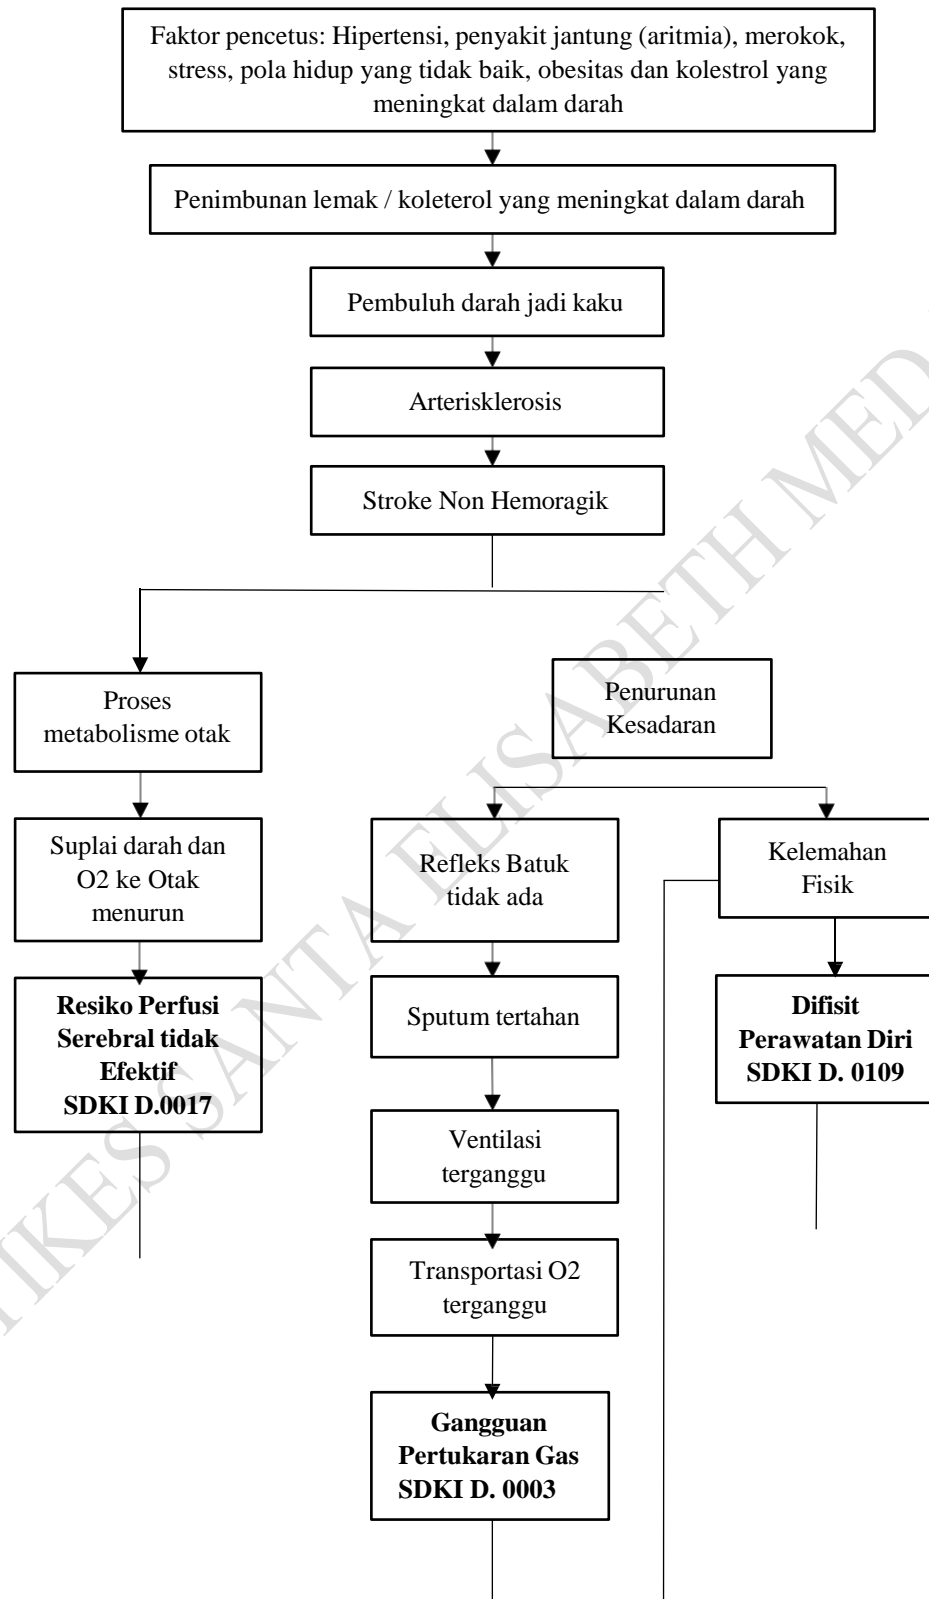 Faktor pencetus: Hipertensi, penyakit jantung (aritmia), merokok,
stress, pola hidup yang tidak baik, obesitas dan kolestrol yang
meningkat dalam darah
Penimbunan lemak / koleterol yang meningkat dalam darah
Pembuluh darah jadi kaku
Arterisklerosis
Stroke Non Hemoragik
Proses
metabolisme otak
Penurunan
Kesadaran
Suplai darah dan
O2 ke Otak
menurun
Refleks Batuk
tidak ada
Kelemahan
Fisik
Resiko Perfusi
Serebral tidak
Efektif
SDKI D.0017
Sputum tertahan
Difisit
Perawatan Diri
SDKI D. 0109
Ventilasi
terganggu
Transportasi O2
terganggu
Gangguan
Pertukaran Gas
SDKI D. 0003
TIKES SANTA ELISABETH MED